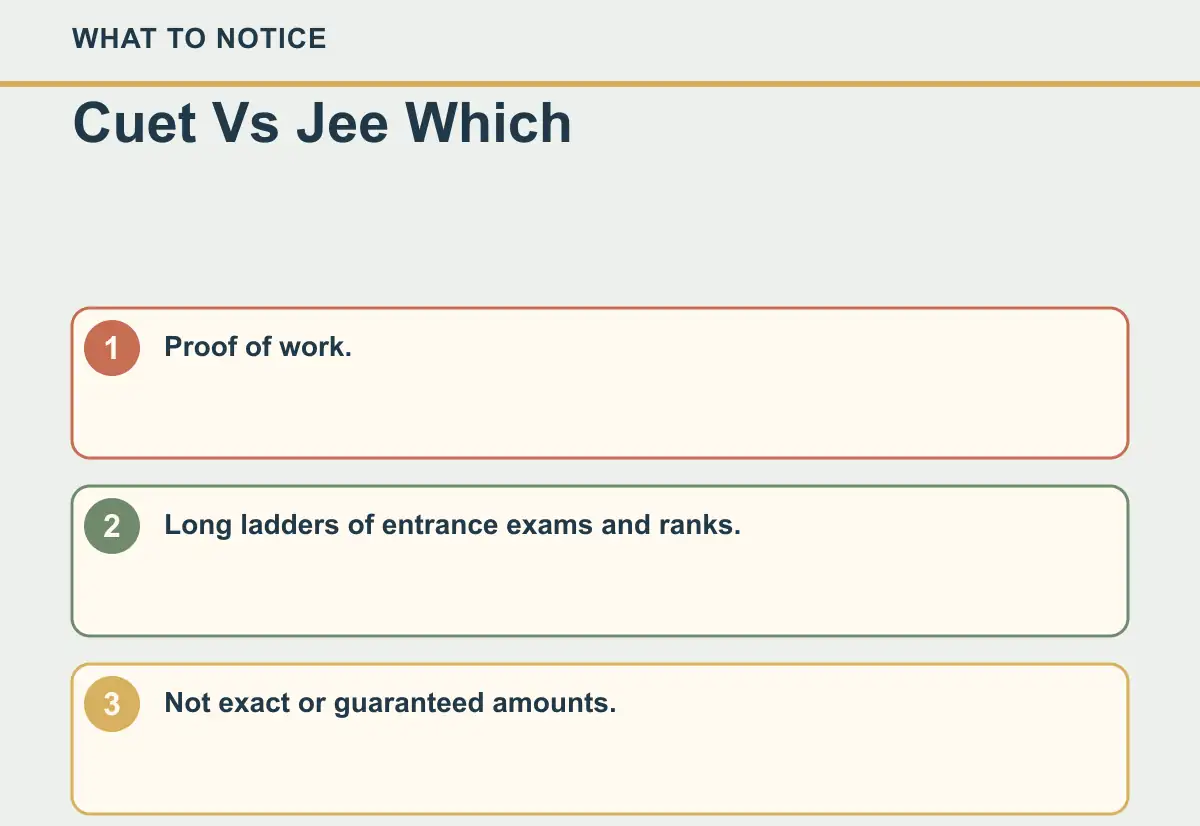 WHAT TO NOTICE
Cuet Vs Jee Which
1 Proof of work.
2 Long ladders of entrance exams and ranks.
3 Not exact or guaranteed amounts.